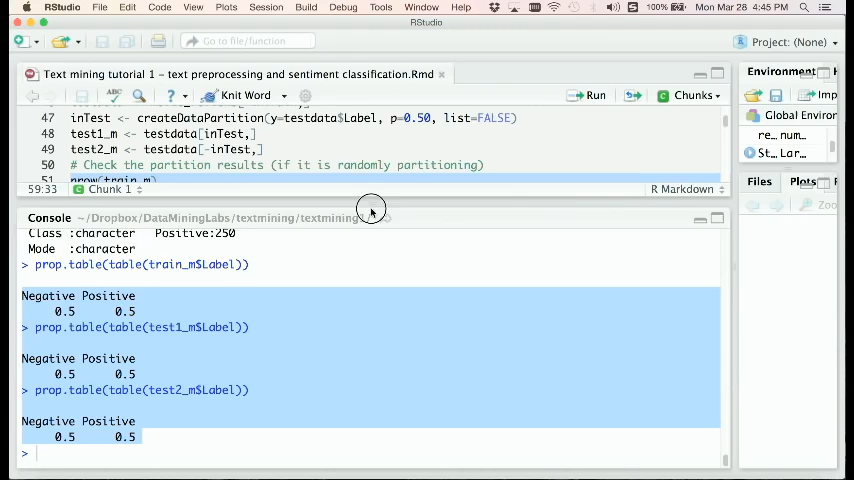 RStudio File Edit Code View Plots Session Build Debug Tools Window Help 100% Mon Mar 28 4:45 PM
RStudio
Go to file/function Project: (None)
Text mining tutorial 1 - text preprocessing and sentiment classification.Rmd
ABC ? Knit Word Run Chunks
47 inTest <- createDataPartition(y=testdata$Label, p=0.50, list=FALSE)
48 test1_m <- testdata[inTest,]
49 test2_m <- testdata[-inTest,]
50 # Check the partition results (if it is randomly partitioning)
51 nrow(train_m)
59:33 Chunk 1 R Markdown
Console ~/Dropbox/DataMiningLabs/textmining/textmining
Class :character Positive:250
Mode :character
> prop.table(table(train_m$Label))
Negative Positive
0.5 0.5
> prop.table(table(test1_m$Label))
Negative Positive
0.5 0.5
> prop.table(table(test2_m$Label))
Negative Positive
0.5 0.5
>
Environment
Impo
Global Environ
re… num…
St… Lar…
Files Plots
Zoo